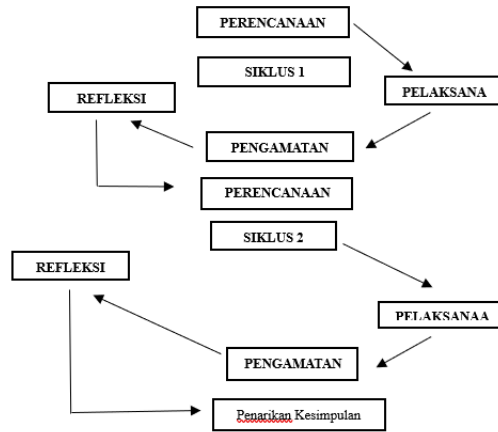 PERENCANAAN
SIKLUS 1
PELAKSANA
REFLEKSI
PENGAMATAN
PERENCANAAN
SIKLUS 2
REFLEKSI
PELAKSANAA
PENGAMATAN
Penarikan Kesimpulan